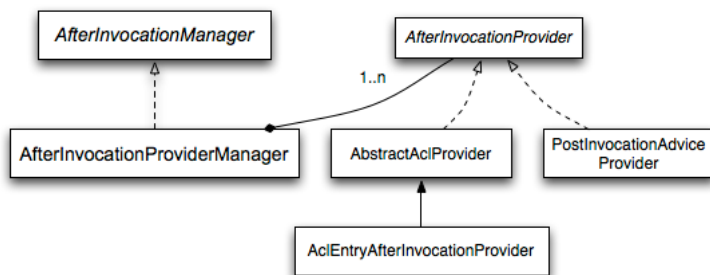 AfterInvocationManager
AfterInvocationProvider
1..n
AfterInvocationProviderManager
AbstractAclProvider
PostInvocationAdvice
Provider
AclEntryAfterInvocationProvider